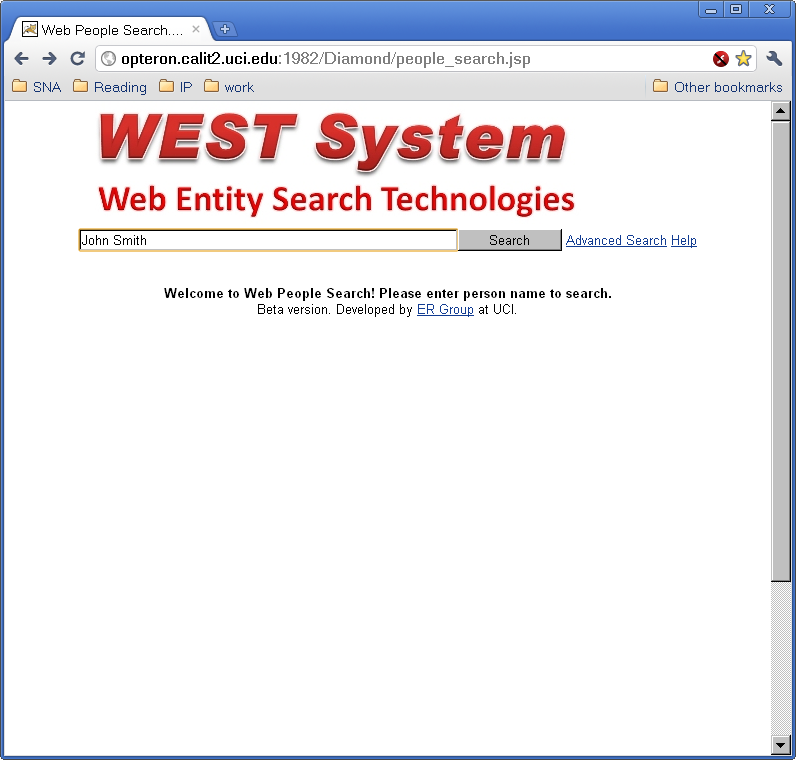 Web People Search....
opteron.calit2.uci.edu:1982/Diamond/people_search.jsp
SNA Reading IP work Other bookmarks
WEST System
Web Entity Search Technologies
John Smith Search Advanced Search Help
Welcome to Web People Search! Please enter person name to search.
Beta version. Developed by ER Group at UCI.